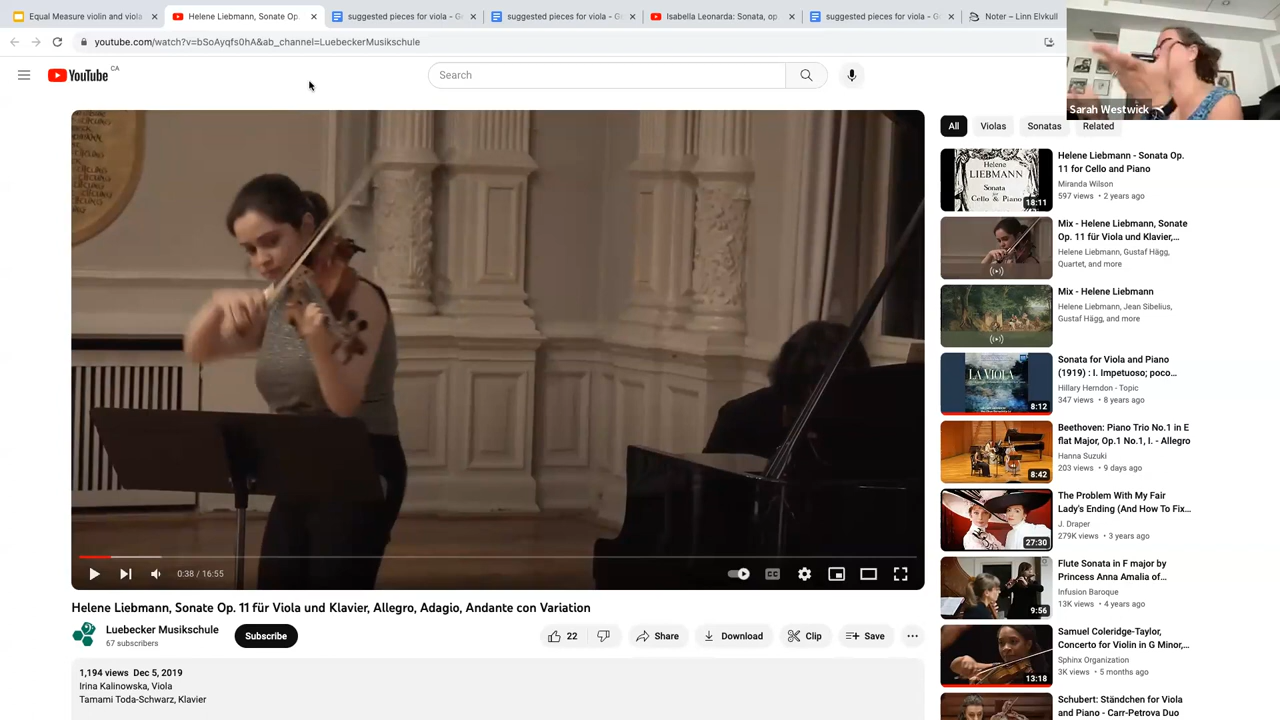 Equal Measure violin and viola
Helene Liebmann, Sonate Op.
suggested pieces for viola - G
suggested pieces for viola - G
Isabella Leonarda: Sonata, op
suggested pieces for viola - G
Noter – Linn Elvkull
youtube.com/watch?v=bSoAyqfs0hA&ab_channel=LuebeckerMusikschule
YouTube CA
Search
Sarah Westwick
All
Violas
Sonatas
Related
Helene Liebmann - Sonata Op.
11 for Cello and Piano
Miranda Wilson
597 views • 2 years ago
Helene
LIEBMANN
Sonata
for
Cello & Piano
18:11
Mix - Helene Liebmann, Sonate
Op. 11 für Viola und Klavier,...
Helene Liebmann, Gustaf Hägg,
Quartet, and more
Mix - Helene Liebmann
Helene Liebmann, Jean Sibelius,
Gustaf Hägg, and more
Sonata for Viola and Piano
(1919) : I. Impetuoso; poco...
Hillary Herndon - Topic
347 views • 8 years ago
LA VIOLA
8:12
Beethoven: Piano Trio No.1 in E
flat Major, Op.1 No.1, I. - Allegro
Hanna Suzuki
203 views • 9 days ago
8:42
The Problem With My Fair
Lady's Ending (And How To Fix...
J. Draper
279K views • 3 years ago
27:30
Flute Sonata in F major by
Princess Anna Amalia of...
Infusion Baroque
13K views • 4 years ago
9:56
Samuel Coleridge-Taylor,
Concerto for Violin in G Minor,...
Sphinx Organization
3K views • 5 months ago
13:18
Schubert: Ständchen for Viola
and Piano - Carr-Petrova Duo
0:38 / 16:55
CC
Helene Liebmann, Sonate Op. 11 für Viola und Klavier, Allegro, Adagio, Andante con Variation
Luebecker Musikschule
67 subscribers
Subscribe
22
Share
Download
Clip
Save
1,194 views Dec 5, 2019
Irina Kalinowska, Viola
Tamami Toda-Schwarz, Klavier